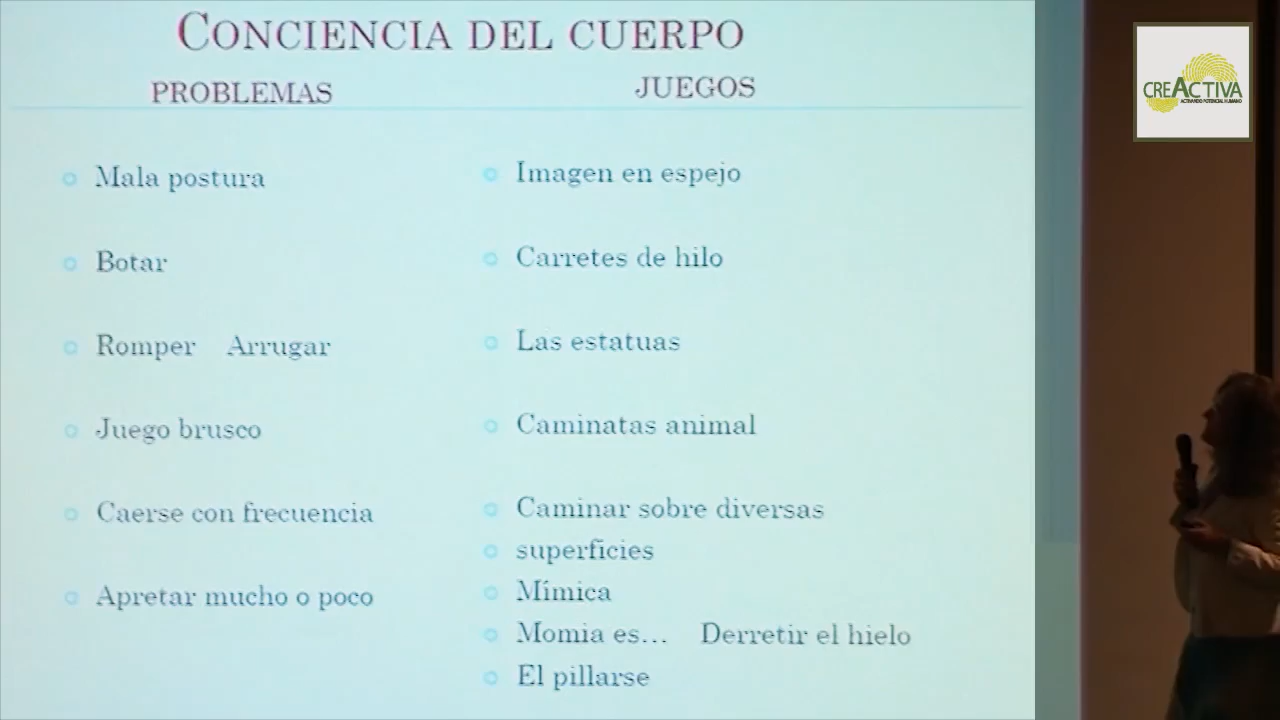 CONCIENCIA DEL CUERPO
PROBLEMAS
Mala postura
Botar
Romper Arrugar
Juego brusco
Caerse con frecuencia
Apretar mucho o poco
JUEGOS
Imagen en espejo
Carretes de hilo
Las estatuas
Caminatas animal
Caminar sobre diversas
superficies
Mímica
Momia es... Derretir el hielo
El pillarse
CREACTIVA
ACTIVANDO POTENCIAL HUMANO